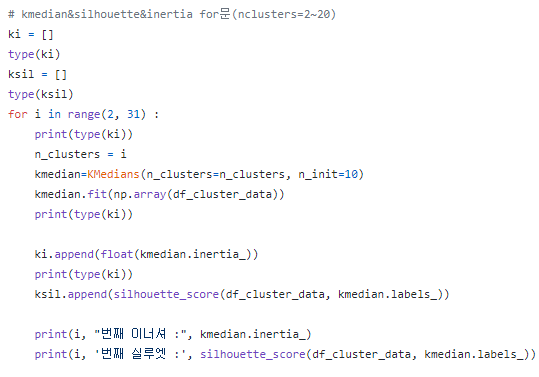 # kmedian&silhouette&inertia for문(nclusters=2~20)
ki = []
type(ki)
ksil = []
type(ksil)
for i in range(2, 31) :
    print(type(ki))
    n_clusters = i
    kmedian=KMedians(n_clusters=n_clusters, n_init=10)
    kmedian.fit(np.array(df_cluster_data))
    print(type(ki))

    ki.append(float(kmedian.inertia_))
    print(type(ki))
    ksil.append(silhouette_score(df_cluster_data, kmedian.labels_))

    print(i, "번째 이너셔 :", kmedian.inertia_)
    print(i, '번째 실루엣 :', silhouette_score(df_cluster_data, kmedian.labels_))